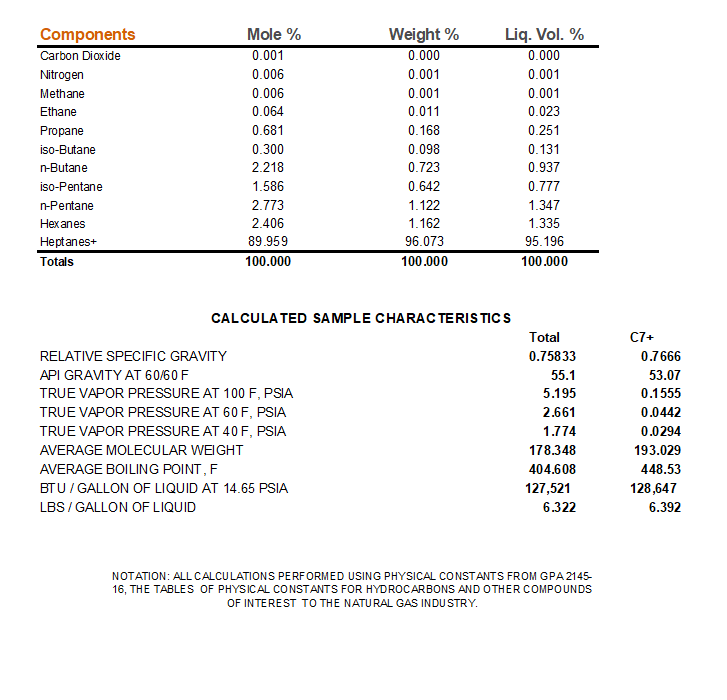 Components Mole % Weight % Liq. Vol. %
Carbon Dioxide 0.001 0.000 0.000
Nitrogen 0.006 0.001 0.001
Methane 0.006 0.001 0.001
Ethane 0.064 0.011 0.023
Propane 0.681 0.168 0.251
iso-Butane 0.300 0.098 0.131
n-Butane 2.218 0.723 0.937
iso-Pentane 1.586 0.642 0.777
n-Pentane 2.773 1.122 1.347
Hexanes 2.406 1.162 1.335
Heptanes+ 89.959 96.073 95.196
Totals 100.000 100.000 100.000
CALCULATED SAMPLE CHARACTERISTICS
Total C7+
RELATIVE SPECIFIC GRAVITY 0.75833 0.7666
API GRAVITY AT 60/60 F 55.1 53.07
TRUE VAPOR PRESSURE AT 100 F, PSIA 5.195 0.1555
TRUE VAPOR PRESSURE AT 60 F, PSIA 2.661 0.0442
TRUE VAPOR PRESSURE AT 40 F, PSIA 1.774 0.0294
AVERAGE MOLECULAR WEIGHT 178.348 193.029
AVERAGE BOILING POINT, F 404.608 448.53
BTU / GALLON OF LIQUID AT 14.65 PSIA 127,521 128,647
LBS / GALLON OF LIQUID 6.322 6.392
NOTATION: ALL CALCULATIONS PERFORMED USING PHYSICAL CONSTANTS FROM GPA 2145-
16, THE TABLES OF PHYSICAL CONSTANTS FOR HYDROCARBONS AND OTHER COMPOUNDS
OF INTEREST TO THE NATURAL GAS INDUSTRY.